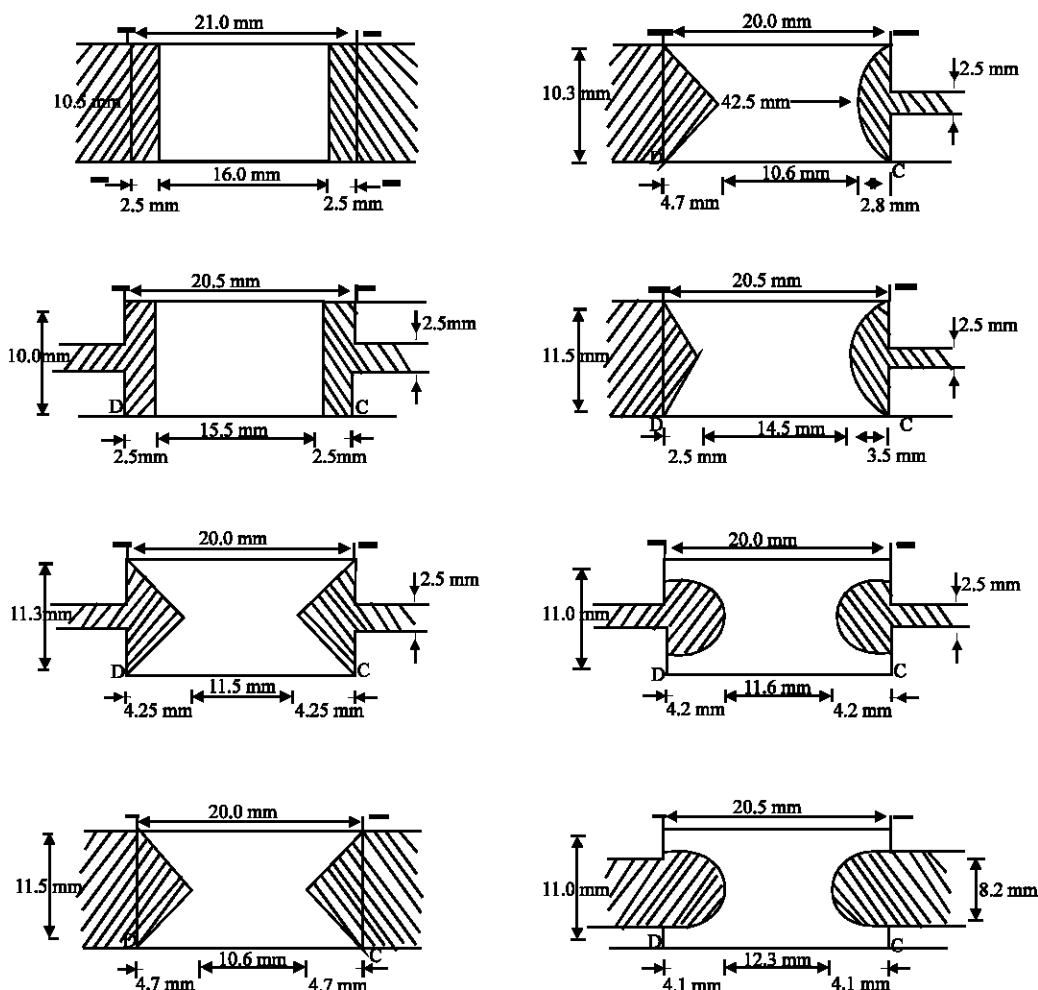 21.0 mm
10.5 mm
16.0 mm
2.5 mm
2.5 mm
20.0 mm
2.5 mm
10.3 mm
42.5 mm
D
C
10.6 mm
4.7 mm
2.8 mm
20.5 mm
2.5mm
10.0mm
D
C
15.5 mm
2.5mm
2.5mm
20.5 mm
2.5 mm
11.5 mm
D
C
14.5 mm
2.5 mm
3.5 mm
20.0 mm
2.5 mm
11.3mm
D
C
11.5 mm
4.25 mm
4.25 mm
20.0 mm
2.5 mm
11.0 mm
D
C
11.6 mm
4.2 mm
4.2 mm
20.0 mm
11.5 mm
D
C
10.6 mm
4.7 mm
4.7 mm
20.5 mm
11.0 mm
8.2 mm
D
C
12.3 mm
4.1 mm
4.1 mm